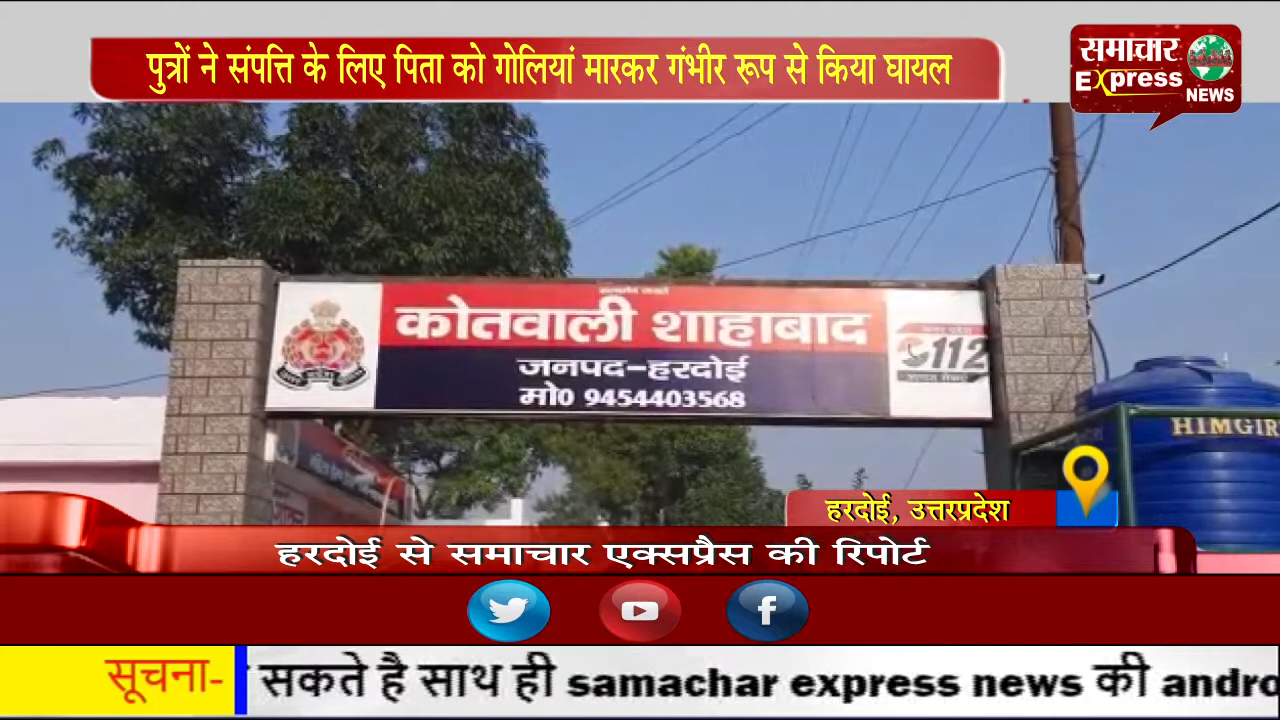 पुत्रों ने संपत्ति के लिए पिता को गोलियां मारकर गंभीर रूप से किया घायल
समाचार
Express
NEWS
कोतवाली शाहाबाद
जनपद-हरदोई
मो0 9454403568
112
HIMGIR
हरदोई, उत्तरप्रदेश
हरदोई से समाचार एक्सप्रैस की रिपोर्ट
सूचना-
सकते है साथ ही samachar express news की andro